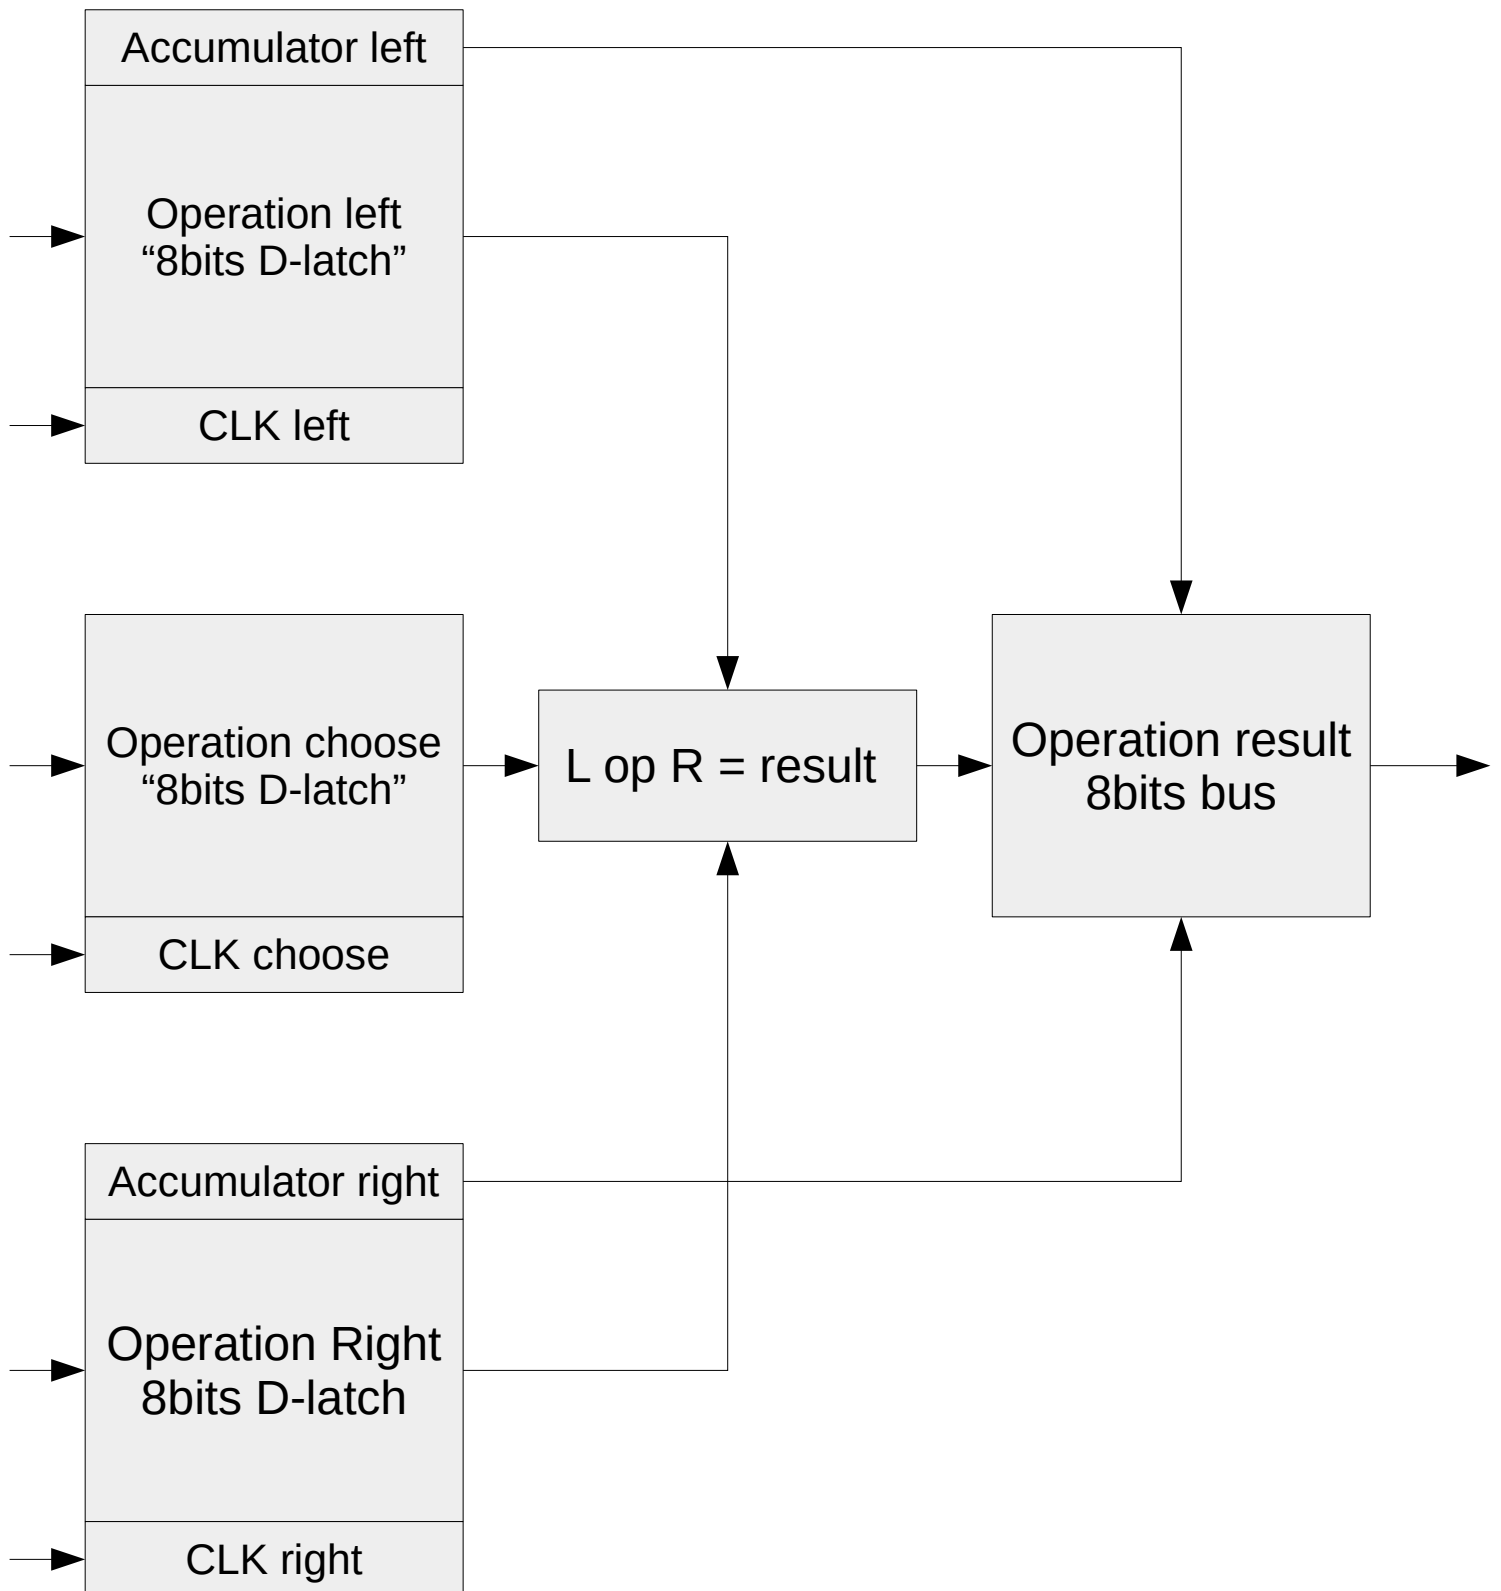 Accumulator left
Operation left
“8bits D-latch”
CLK left
Operation choose
“8bits D-latch”
CLK choose
L op R = result
Operation result
8bits bus
Accumulator right
Operation Right
8bits D-latch
CLK right